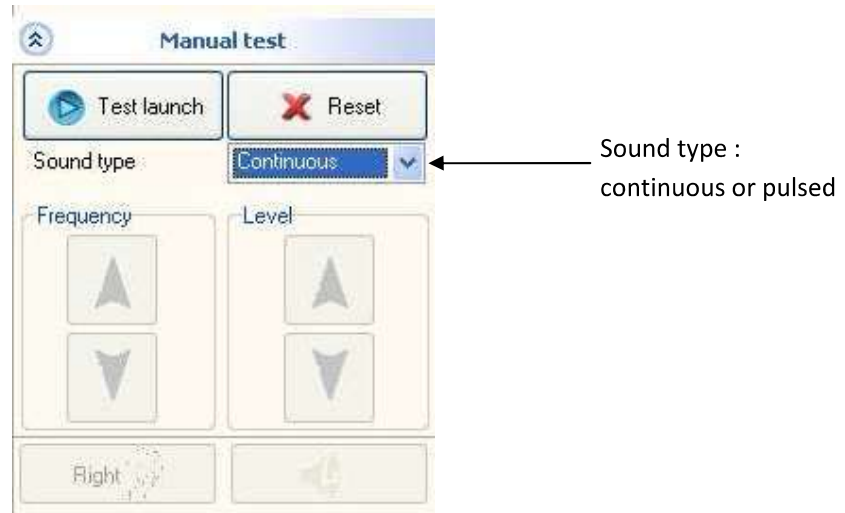 Manual test
Test launch
Reset
Sound type
Continuous
Sound type :
continuous or pulsed
Frequency
Level
Right